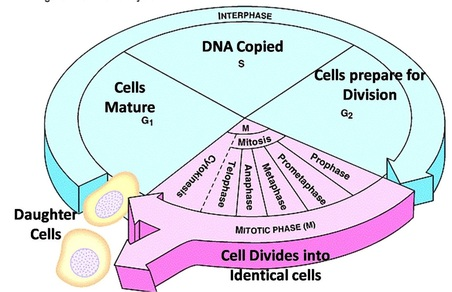 INTERPHASE
DNA Copied
S
Cells
Mature
G1
Cells prepare for
Division
G2
M
Mitosis
Cytokinesis
Telophase
Anaphase
Metaphase
Prometaphase
Prophase
Daughter
Cells
MITOTIC PHASE (M)
Cell Divides into
Identical cells